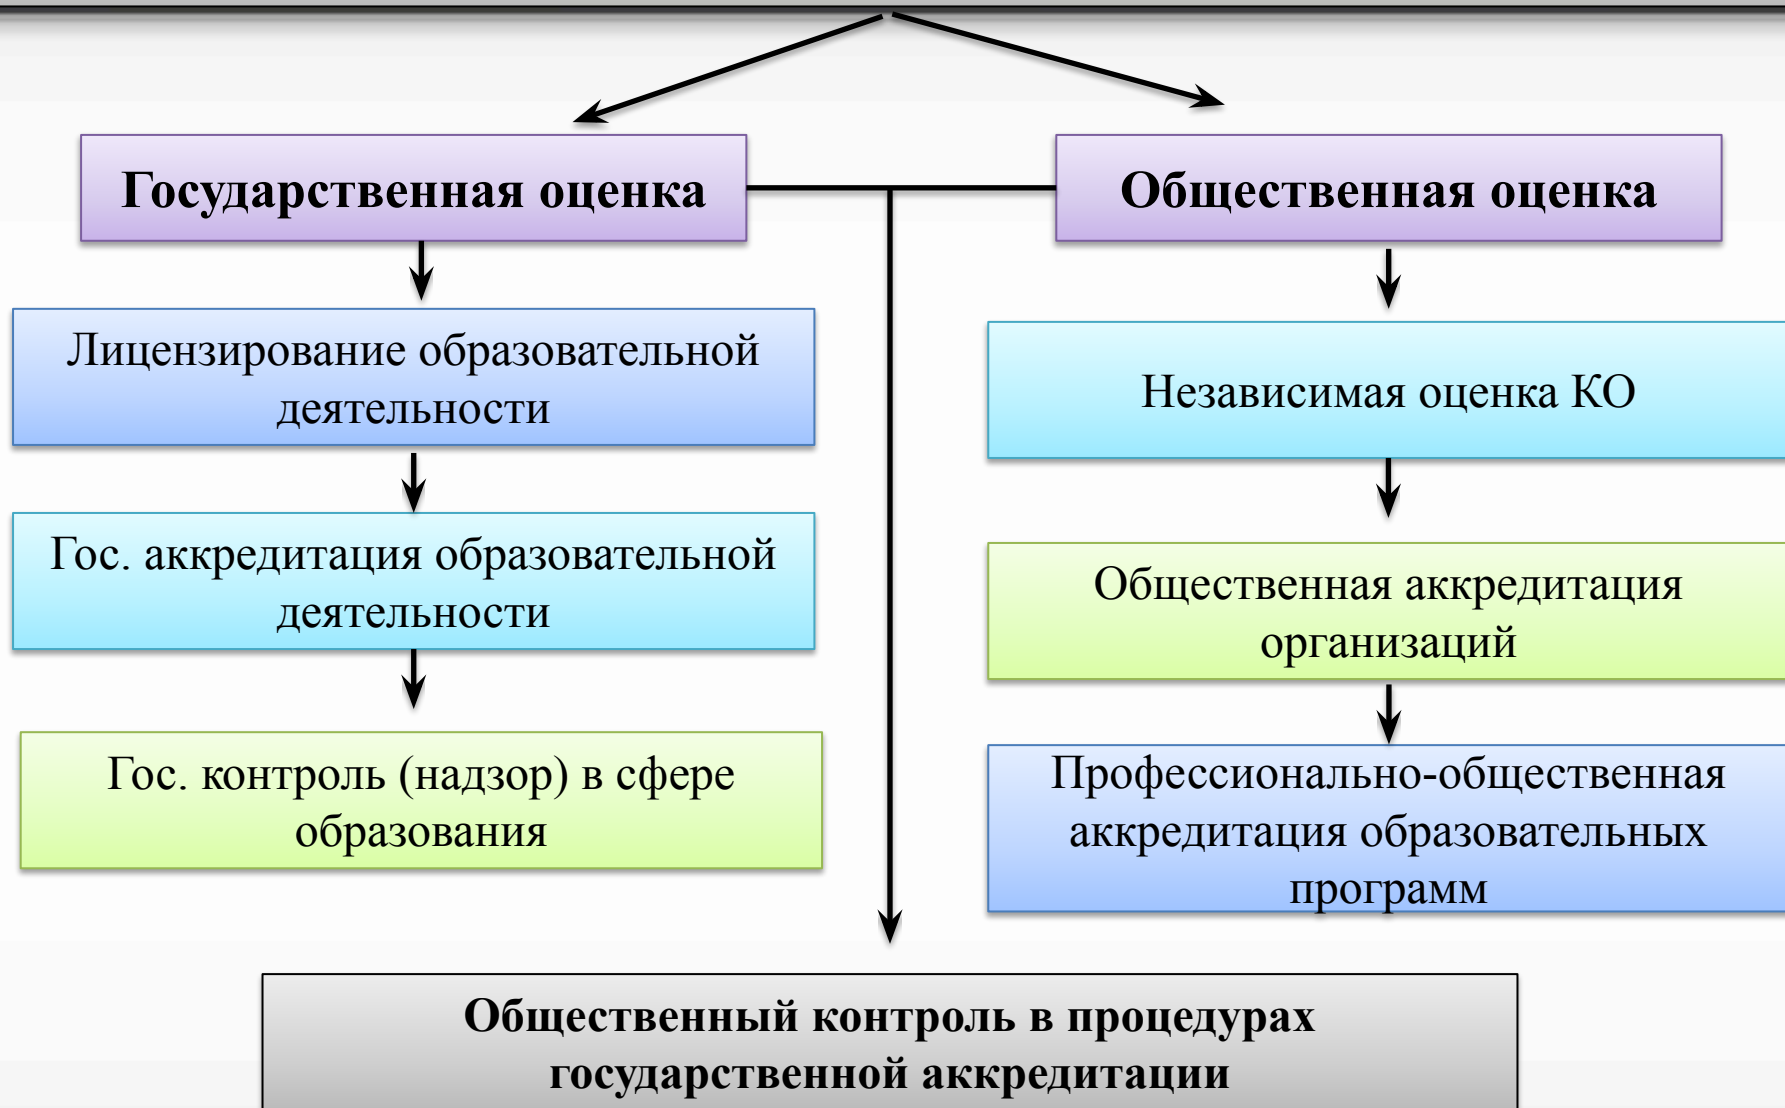 Государственная оценка
Общественная оценка
Лицензирование образовательной
деятельности
Гос. аккредитация образовательной
деятельности
Гос. контроль (надзор) в сфере
образования
Независимая оценка КО
Общественная аккредитация
организаций
Профессионально-общественная
аккредитация образовательных
программ
Общественный контроль в процедурах
государственной аккредитации